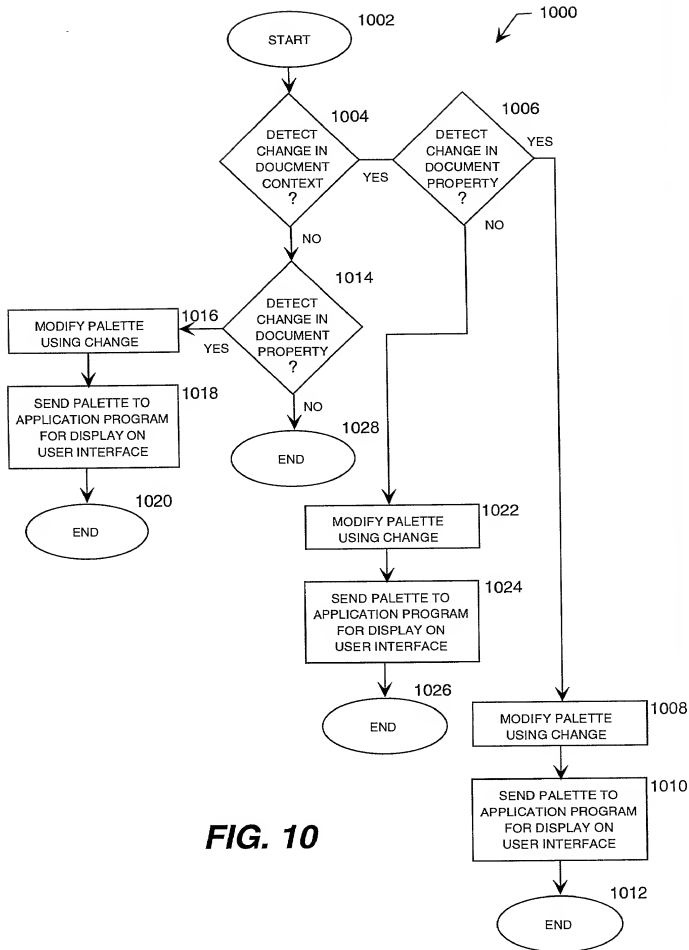 1002
START
1000
1004
DETECT
CHANGE IN
DOUCMENT
CONTEXT
?
YES
NO
1006
DETECT
CHANGE IN
DOCUMENT
PROPERTY
?
YES
NO
1014
DETECT
CHANGE IN
DOCUMENT
PROPERTY
?
YES
NO
1016
MODIFY PALETTE
USING CHANGE
1018
SEND PALETTE TO
APPLICATION PROGRAM
FOR DISPLAY ON
USER INTERFACE
1020
END
1028
END
1022
MODIFY PALETTE
USING CHANGE
1024
SEND PALETTE TO
APPLICATION PROGRAM
FOR DISPLAY ON
USER INTERFACE
1026
END
1008
MODIFY PALETTE
USING CHANGE
1010
SEND PALETTE TO
APPLICATION PROGRAM
FOR DISPLAY ON
USER INTERFACE
1012
END
FIG. 10